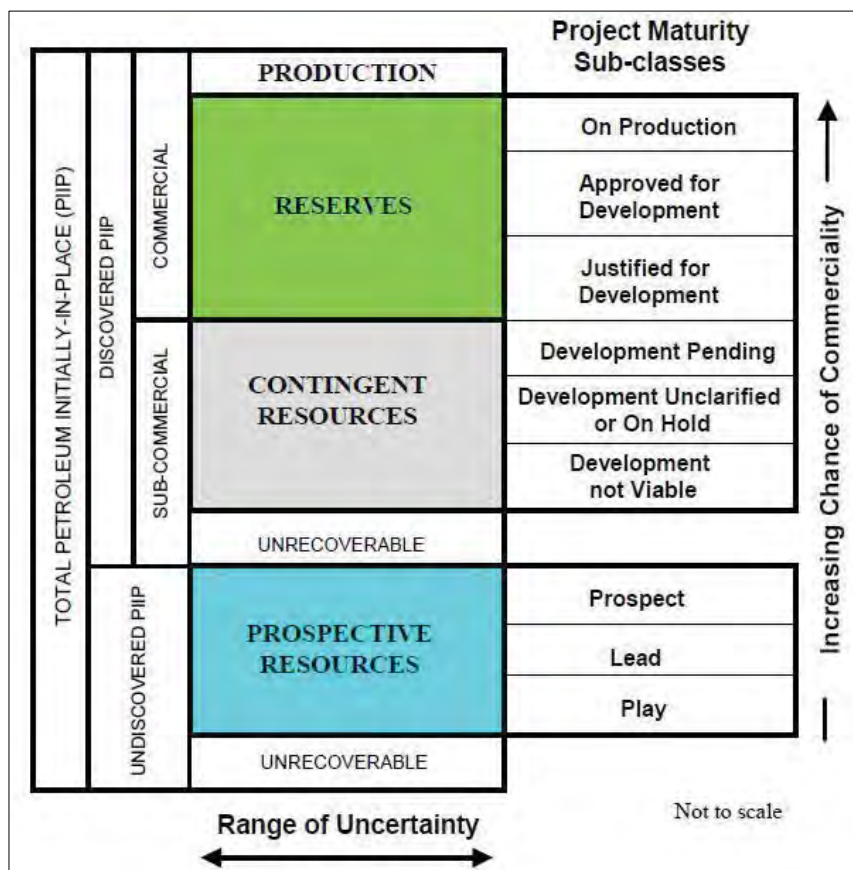 Project Maturity
Sub-classes
PRODUCTION
On Production
RESERVES
Approved for
Development
Justified for
Development
CONTINGENT
RESOURCES
Development Pending
Development Unclarified
or On Hold
Development
not Viable
UNRECOVERABLE
PROSPECTIVE
RESOURCES
Prospect
Lead
Play
UNRECOVERABLE
TOTAL PETROLEUM INITIALLY-IN-PLACE (PIIP)
DISCOVERED PIIP
UNDISCOVERED PIIP
COMMERCIAL
SUB-COMMERCIAL
Increasing Chance of Commerciality
Not to scale
Range of Uncertainty